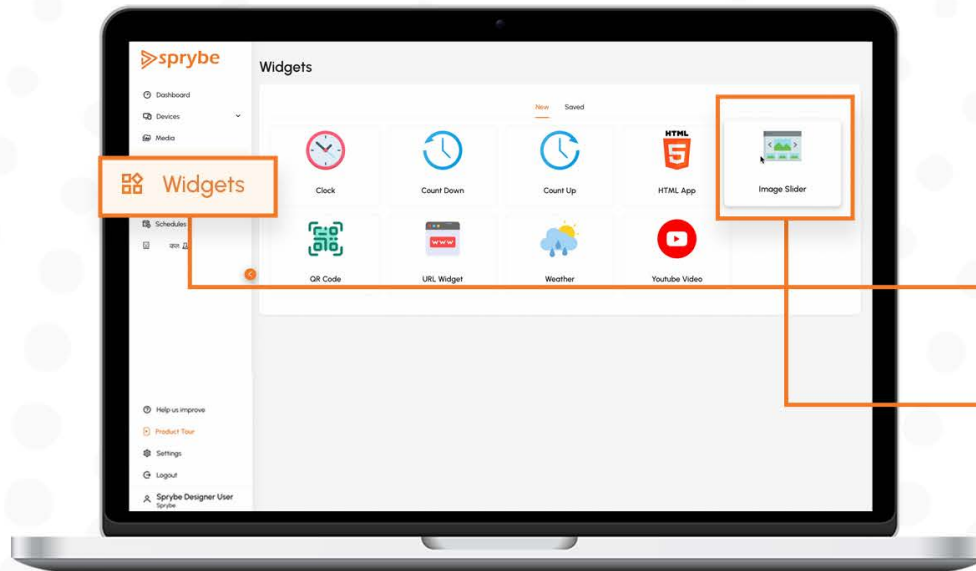 sprybe
Widgets
Dashboard
Devices
Media
Widgets
Schedules
New Saved
Clock
Count Down
Count Up
HTML
5
HTML App
Image Slider
QR Code
www
URL Widget
Weather
Youtube Video
Help us improve
Product Tour
Settings
Logout
Sprybe Designer User
Sprybe